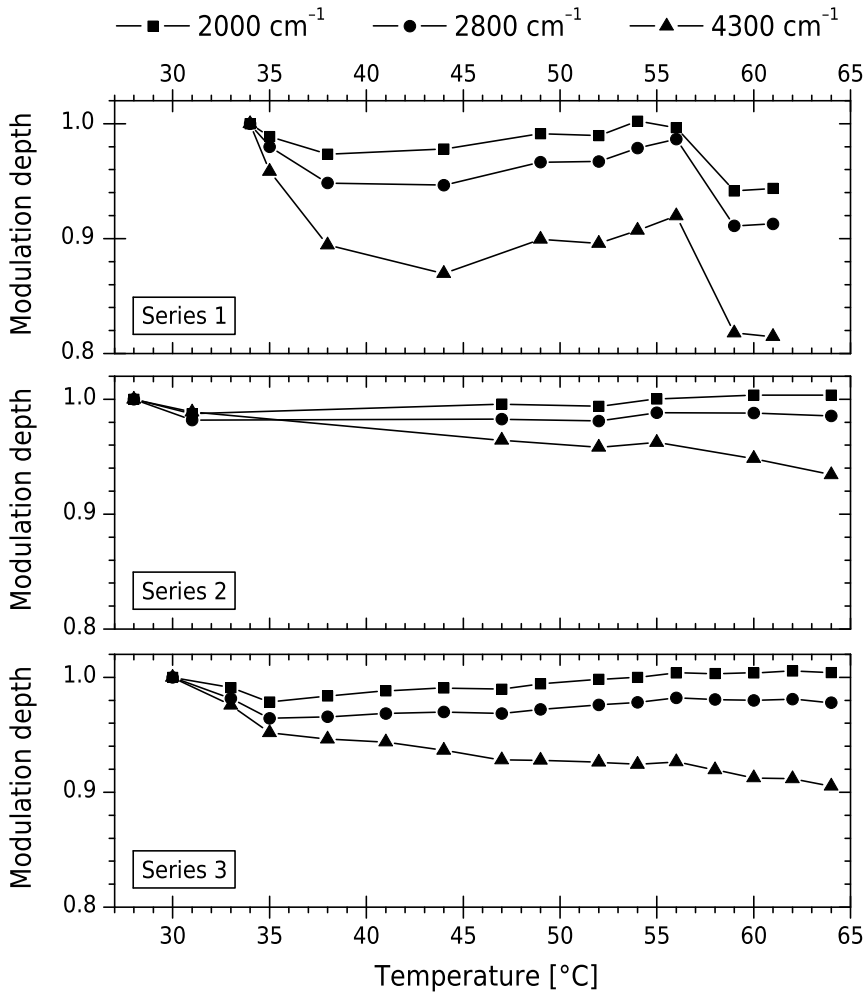 2000 cm⁻¹ 2800 cm⁻¹ 4300 cm⁻¹
30 35 40 45 50 55 60 65
1.0
0.9
0.8
Modulation depth
Series 1
1.0
0.9
0.8
Modulation depth
Series 2
1.0
0.9
0.8
Modulation depth
Series 3
30 35 40 45 50 55 60 65
Temperature [°C]